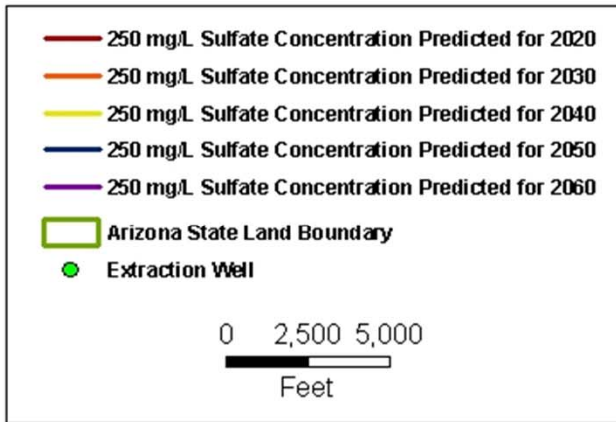 250 mg/L Sulfate Concentration Predicted for 2020
250 mg/L Sulfate Concentration Predicted for 2030
250 mg/L Sulfate Concentration Predicted for 2040
250 mg/L Sulfate Concentration Predicted for 2050
250 mg/L Sulfate Concentration Predicted for 2060
Arizona State Land Boundary
Extraction Well
0 2,500 5,000
Feet